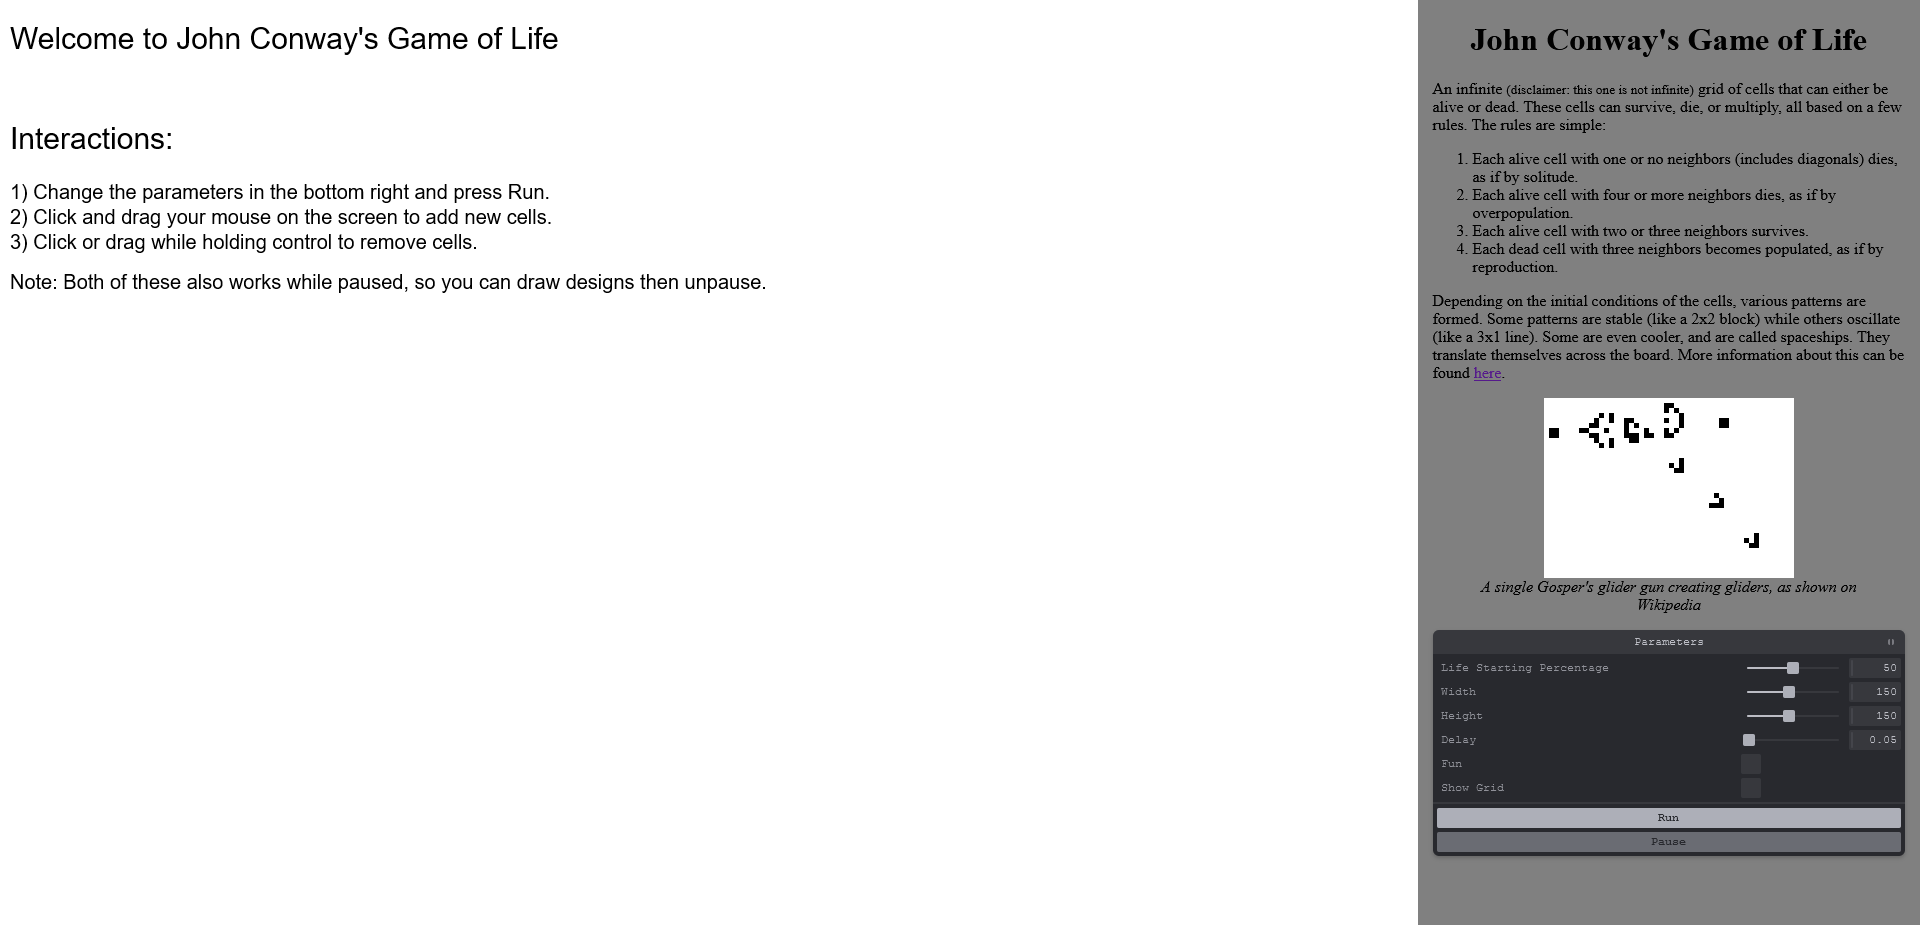 Welcome to John Conway's Game of Life
Interactions:
1) Change the parameters in the bottom right and press Run.
2) Click and drag your mouse on the screen to add new cells.
3) Click or drag while holding control to remove cells.
Note: Both of these also works while paused, so you can draw designs then unpause.
John Conway's Game of Life
An infinite (disclaimer: this one is not infinite) grid of cells that can either be
alive or dead. These cells can survive, die, or multiply, all based on a few
rules. The rules are simple:
1. Each alive cell with one or no neighbors (includes diagonals) dies,
as if by solitude.
2. Each alive cell with four or more neighbors dies, as if by
overpopulation.
3. Each alive cell with two or three neighbors survives.
4. Each dead cell with three neighbors becomes populated, as if by
reproduction.
Depending on the initial conditions of the cells, various patterns are
formed. Some patterns are stable (like a 2x2 block) while others oscillate
(like a 3x1 line). Some are even cooler, and are called spaceships. They
translate themselves across the board. More information about this can be
found here.
A single Gosper's glider gun creating gliders, as shown on
Wikipedia
Parameters
Life Starting Percentage 50
Width 150
Height 150
Delay 0.05
Fun
Show Grid
Run
Pause